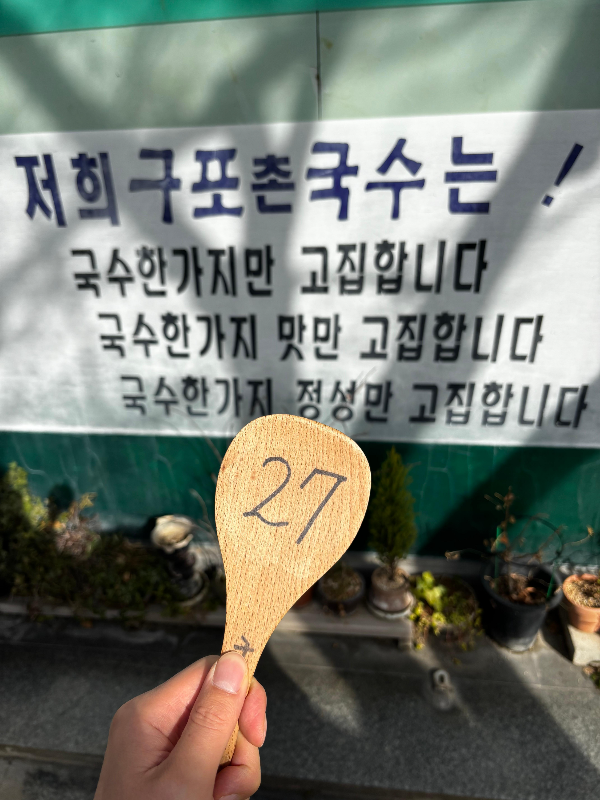 저희구포촌국수는 !
국수한가지만 고집합니다
국수한가지 맛만 고집합니다
국수한가지 정성만 고집합니다
27